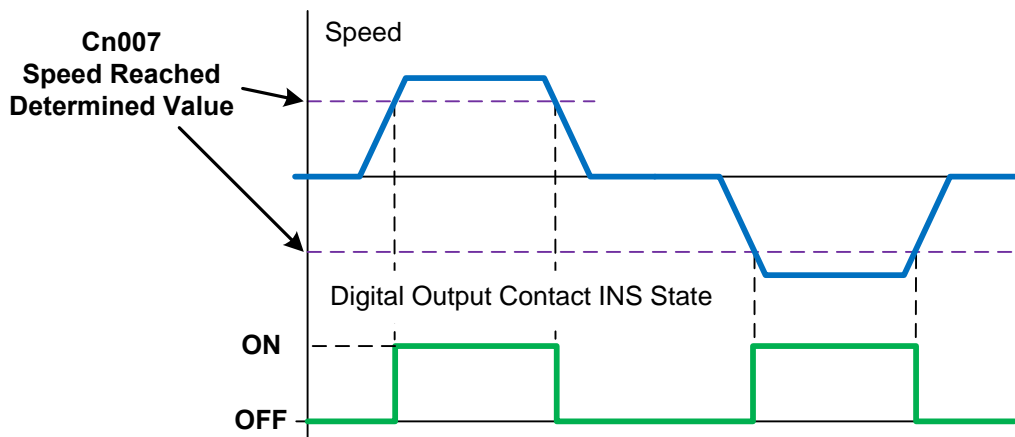 Speed
Cn007
Speed Reached
Determined Value
Digital Output Contact INS State
ON
OFF